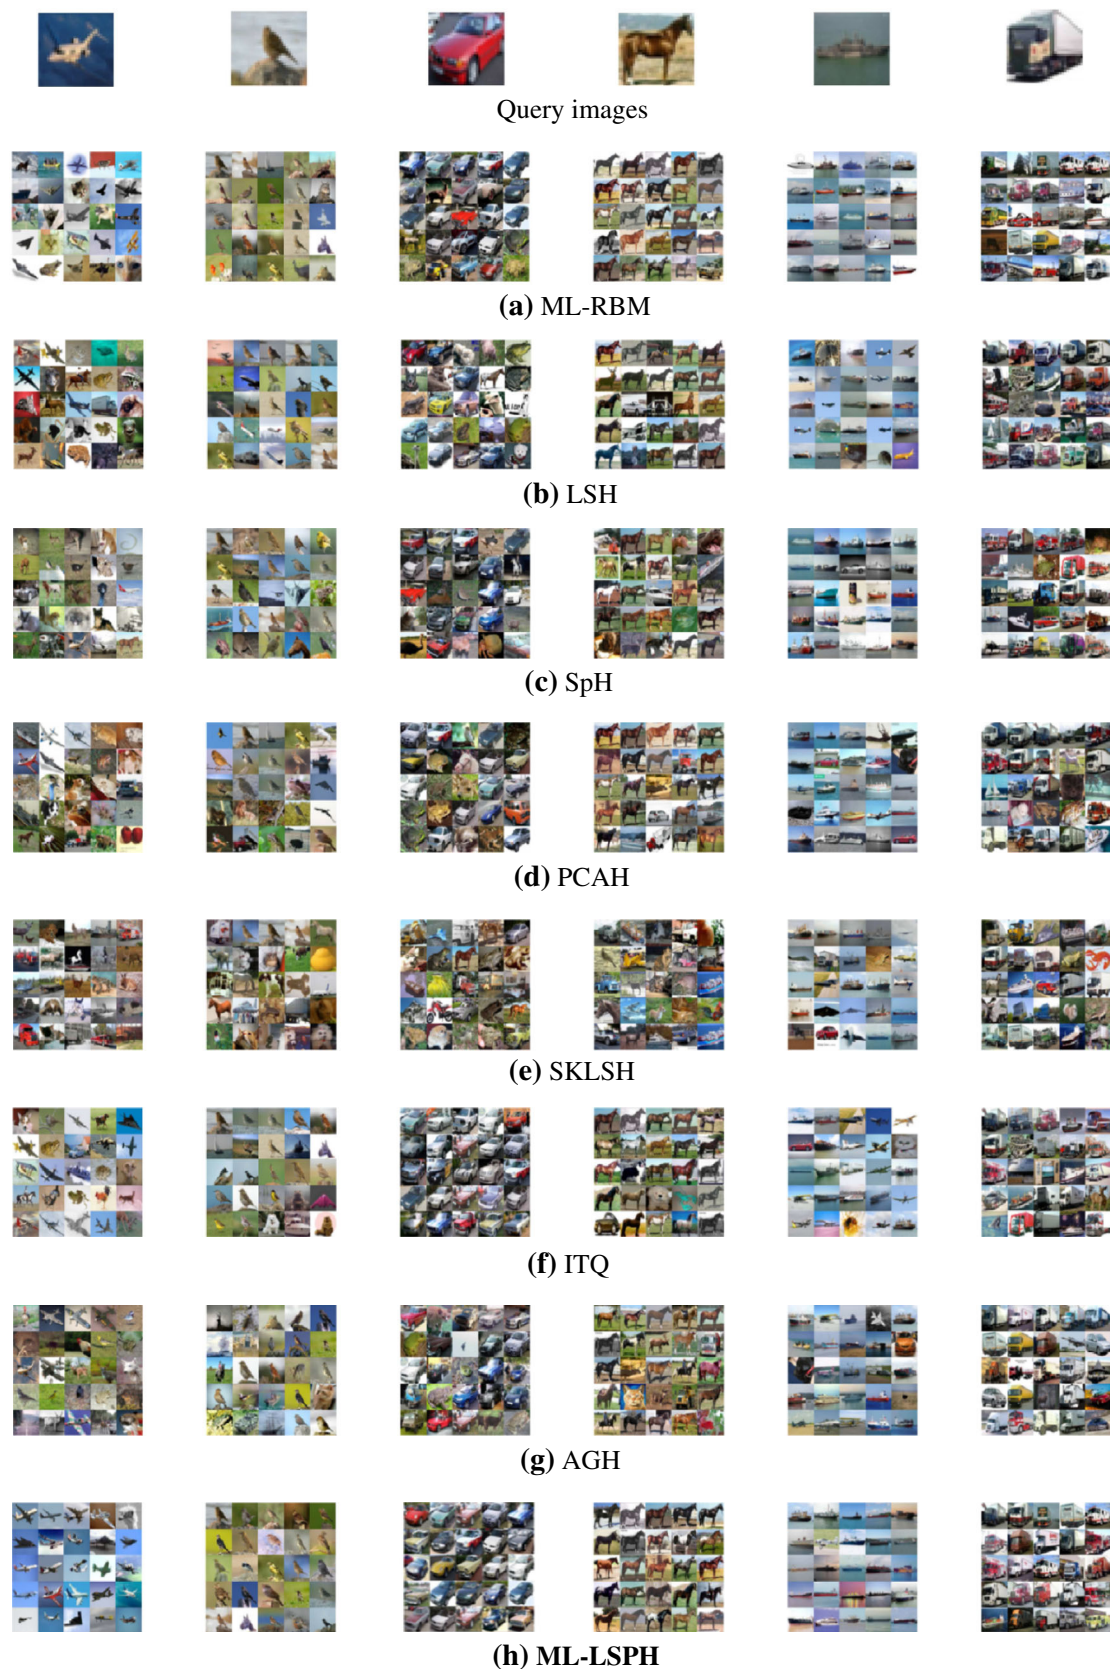 Query images
(a) ML-RBM
(b) LSH
(c) SpH
(d) PCAH
(e) SKLSH
(f) ITQ
(g) AGH
(h) ML-LSPH